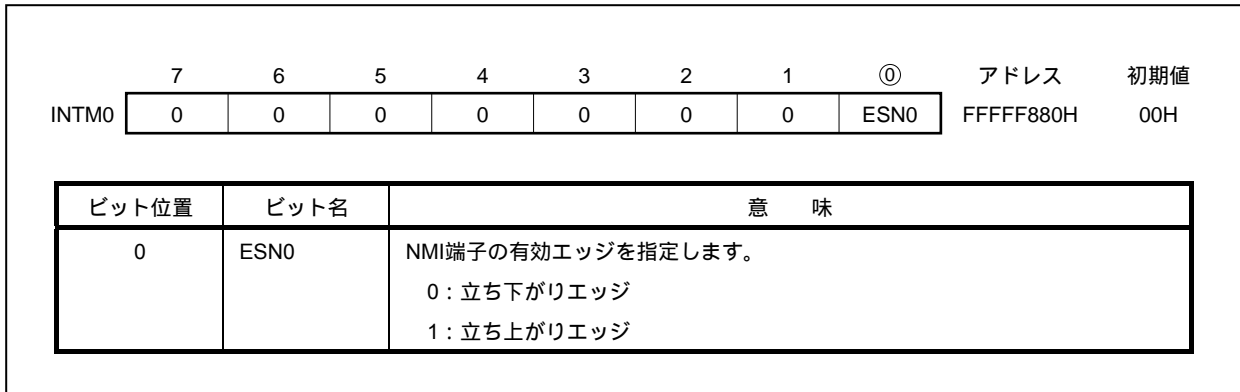 7 6 5 4 3 2 1 ⓪ アドレス 初期値
INTM0 0 0 0 0 0 0 0 ESN0 FFFFF880H 00H
ビット位置 ビット名 意 味
0 ESN0 NMI端子の有効エッジを指定します。
0：立ち下がりエッジ
1：立ち上がりエッジ